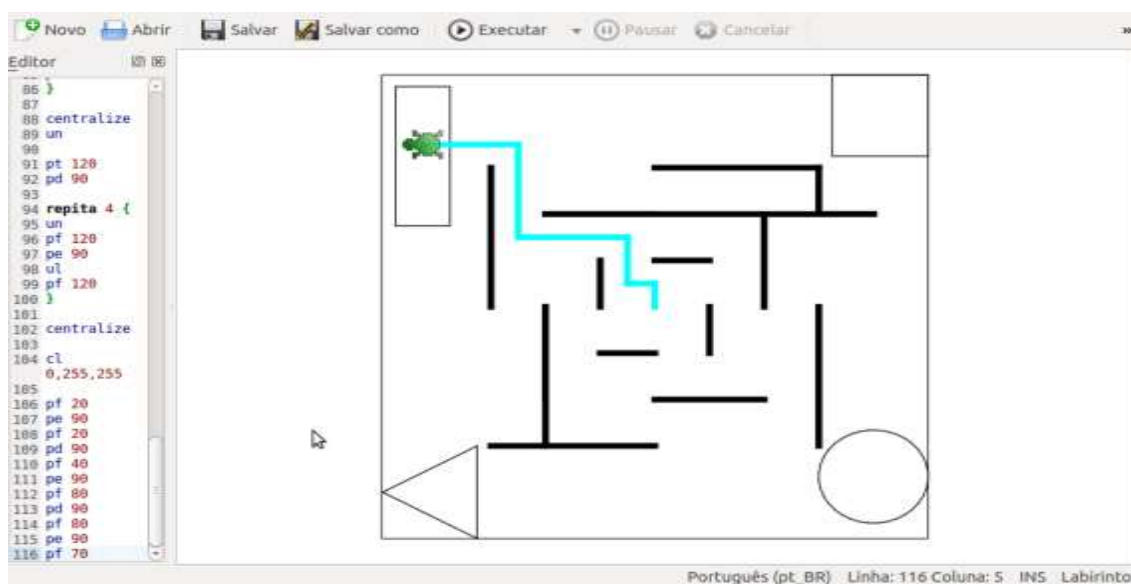 Novo Abrir Salvar Salvar como Executar Pausar Cancelar »
Editor
86 }
87
88 centralize
89 un
90
91 pt 120
92 pd 90
93
94 repita 4 {
95 un
96 pf 120
97 pe 90
98 ul
99 pf 120
100 }
101
102 centralize
103
104 cl
0,255,255
105
106 pf 20
107 pe 90
108 pf 20
109 pd 90
110 pf 40
111 pe 90
112 pf 80
113 pd 90
114 pf 80
115 pe 90
116 pf 70
Português (pt_BR) Linha: 116 Coluna: 5 INS Labirinto